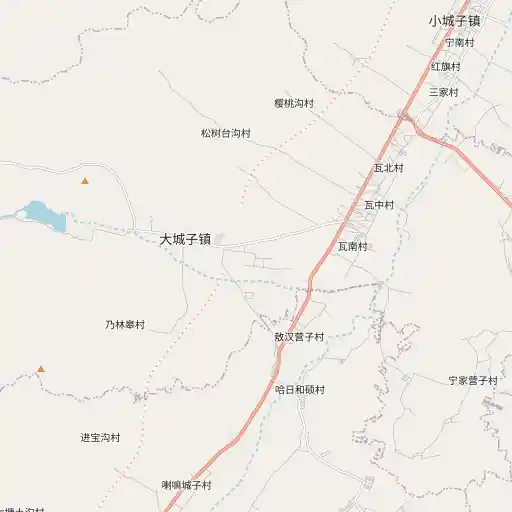 小城子镇
宁南村
红旗村
三家村
樱桃沟村
松树台沟村
瓦北村
瓦中村
大城子镇
瓦南村
乃林皋村
敖汉营子村
宁家营子村
哈日和硕村
进宝沟村
喇嘛城子村